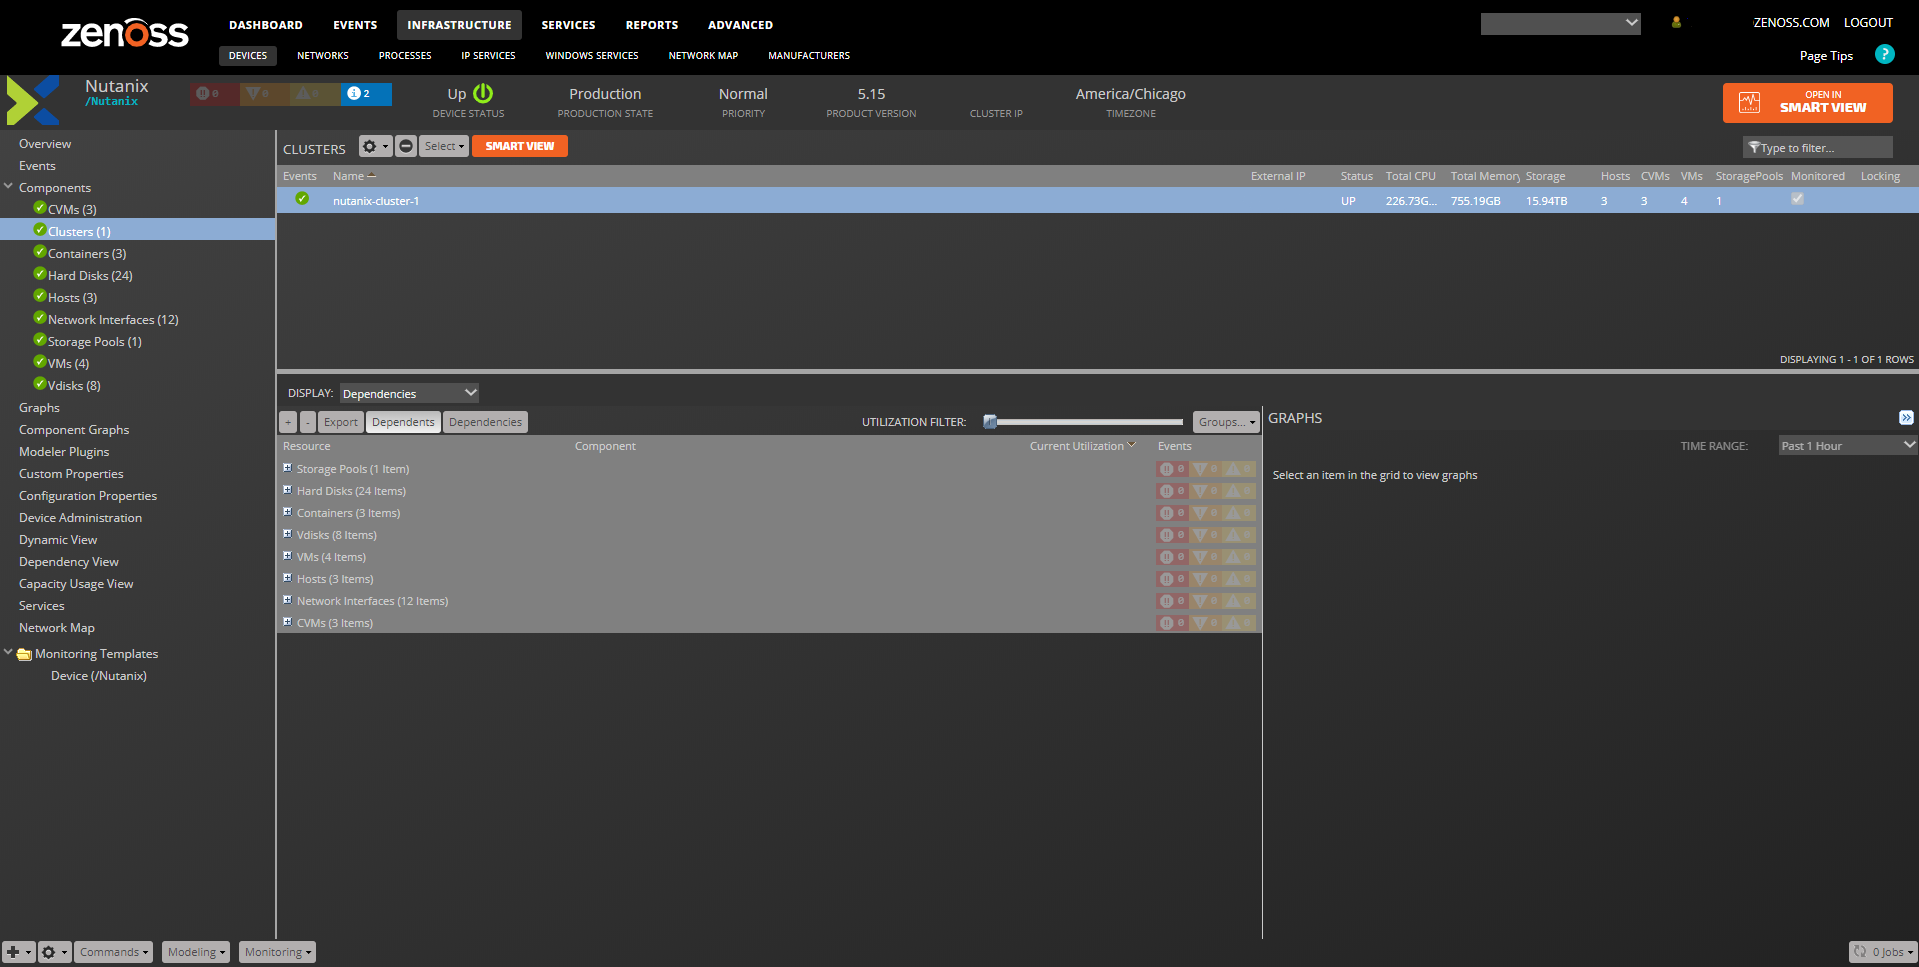 zenoss
DASHBOARD EVENTS INFRASTRUCTURE SERVICES REPORTS ADVANCED
ZENOSS.COM LOGOUT
DEVICES NETWORKS PROCESSES IP SERVICES WINDOWS SERVICES NETWORK MAP MANUFACTURERS
Page Tips ?
Nutanix
/Nutanix
0 0 0 2
Up Production Normal 5.15 America/Chicago
DEVICE STATUS PRODUCTION STATE PRIORITY PRODUCT VERSION CLUSTER IP TIMEZONE
OPEN IN
SMART VIEW
Overview
Events
Components
CVMs (3)
Clusters (1)
Containers (3)
Hard Disks (24)
Hosts (3)
Network Interfaces (12)
Storage Pools (1)
VMs (4)
Vdisks (8)
Graphs
Component Graphs
Modeler Plugins
Custom Properties
Configuration Properties
Device Administration
Dynamic View
Dependency View
Capacity Usage View
Services
Network Map
Monitoring Templates
Device (/Nutanix)
CLUSTERS Select SMART VIEW Type to filter...
Events Name External IP Status Total CPU Total Memory Storage Hosts CVMs VMs StoragePools Monitored Locking
nutanix-cluster-1 UP 226.73G... 755.19GB 15.94TB 3 3 4 1
DISPLAYING 1 - 1 OF 1 ROWS
DISPLAY: Dependencies
+ - Export Dependents Dependencies UTILIZATION FILTER: Groups...
Resource Component Current Utilization Events
Storage Pools (1 Item) 0 0 0
Hard Disks (24 Items) 0 0 0
Containers (3 Items) 0 0 0
Vdisks (8 Items) 0 0 0
VMs (4 Items) 0 0 0
Hosts (3 Items) 0 0 0
Network Interfaces (12 Items) 0 0 0
CVMs (3 Items) 0 0 0
GRAPHS
TIME RANGE: Past 1 Hour
Select an item in the grid to view graphs
Commands Modeling Monitoring 0 Jobs